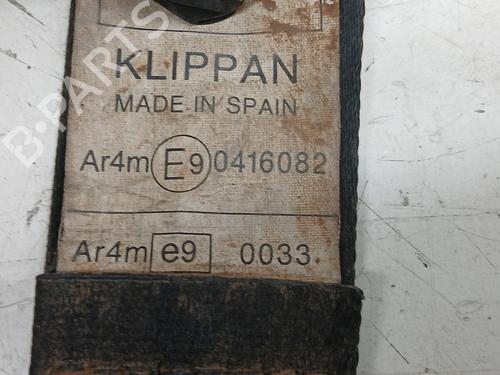 KLIPPAN
MADE IN SPAIN
Ar4m E9 0416082
Ar4m e9 0033
B-PARTS